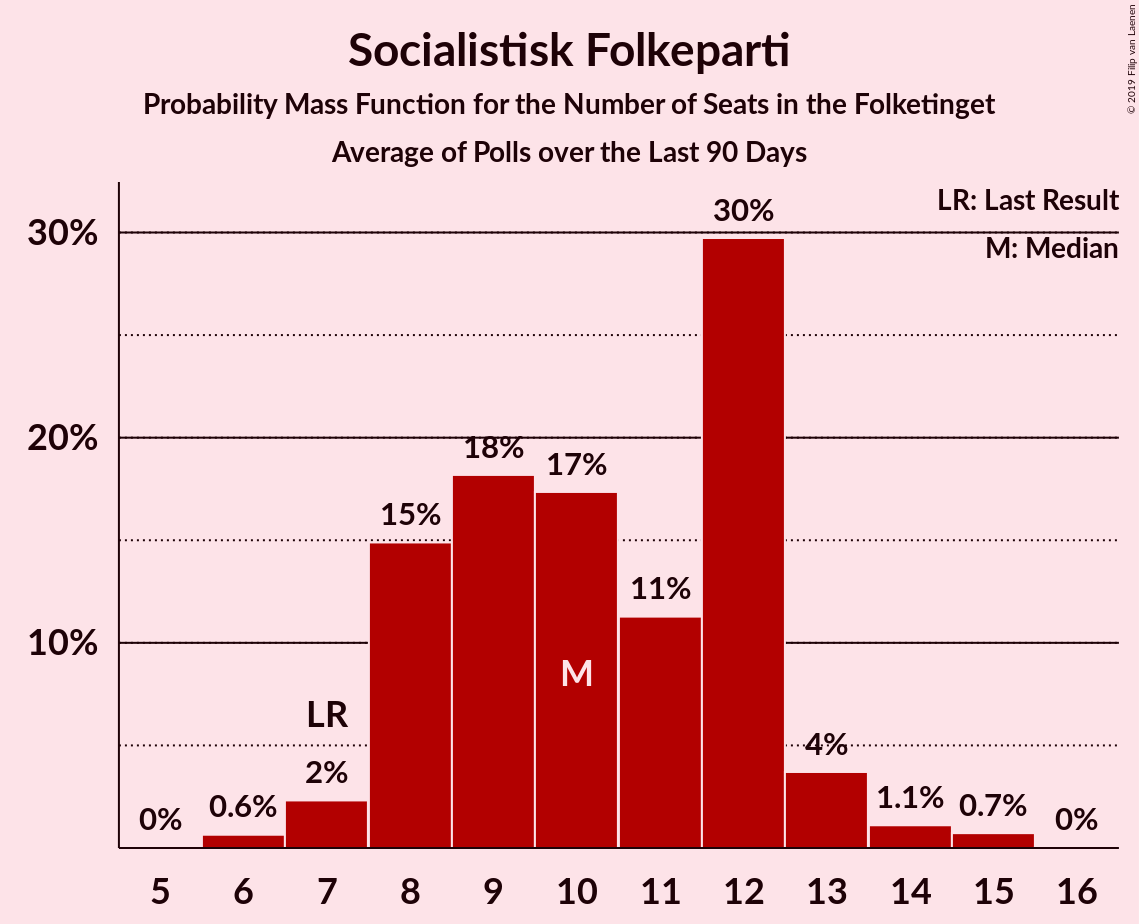 Socialistisk Folkeparti
Probability Mass Function for the Number of Seats in the Folketinget
Average of Polls over the Last 90 Days
© 2019 Filip van Laenen
LR: Last Result
M: Median
30%
20%
10%
0%
0.6%
LR
2%
15%
18%
17%
M
11%
30%
4%
1.1%
0.7%
0%
5 6 7 8 9 10 11 12 13 14 15 16